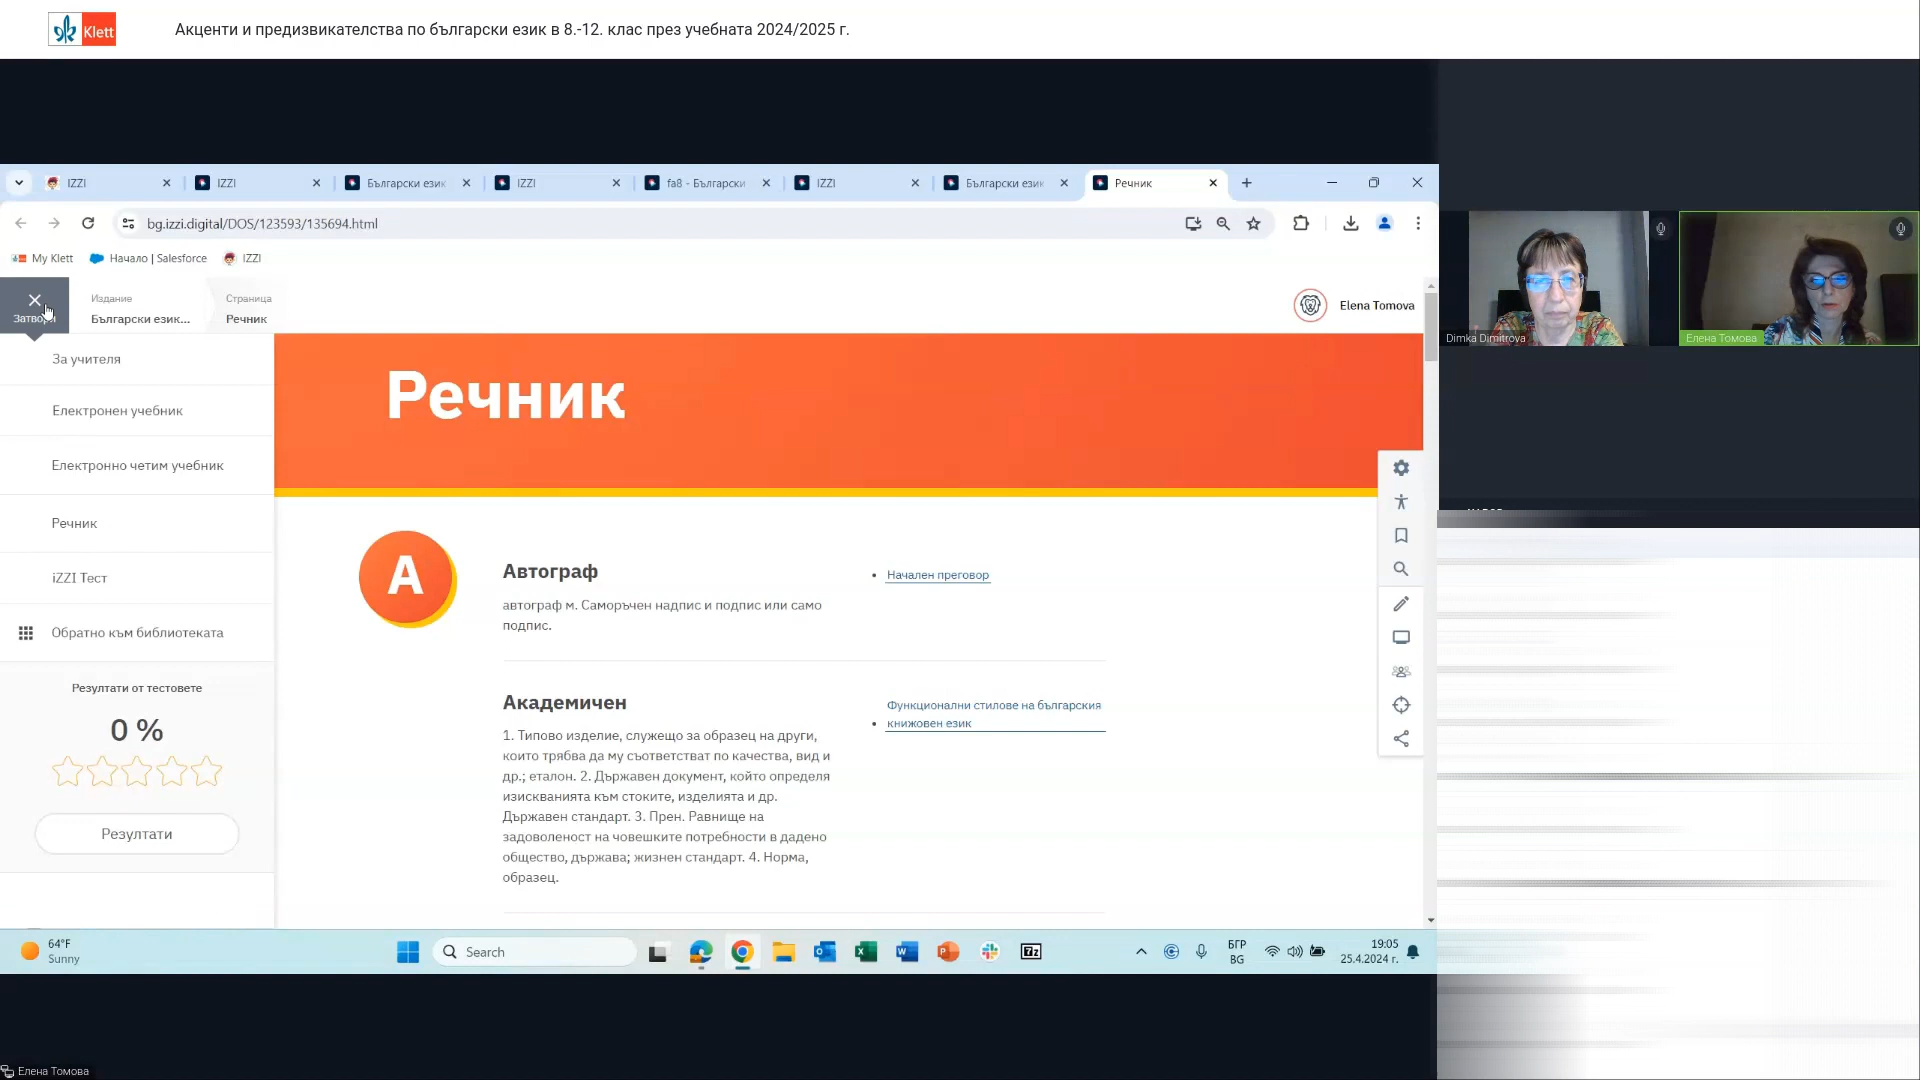 Klett
Акценти и предизвикателства по български език в 8.-12. клас през учебната 2024/2025 г.
IZZI
IZZI
Български език
IZZI
fa8 - Български
IZZI
Български език
Речник
bg.izzi.digital/DOS/123593/135694.html
My Klett
Начало | Salesforce
IZZI
Затвори
Издание
Български език...
Страница
Речник
Elena Tomova
За учителя
Електронен учебник
Електронно четим учебник
Речник
iZZI Тест
Обратно към библиотеката
Резултати от тестовете
0 %
Резултати
Речник
А
Автограф
автограф м. Саморъчен надпис и подпис или само
подпис.
Начален преговор
Академичен
1. Типово изделие, служещо за образец на други,
които трябва да му съответстват по качества, вид и
др.; еталон. 2. Държавен документ, който определя
изискванията към стоките, изделията и др.
Държавен стандарт. 3. Прен. Равнище на
задоволеност на човешките потребности в дадено
общество, държава; жизнен стандарт. 4. Норма,
образец.
Функционални стилове на българския
книжовен език
Dimka Dimitrova
Елена Томова
64°F
Sunny
Search
БГР
BG
19:05
25.4.2024 г.
Елена Томова